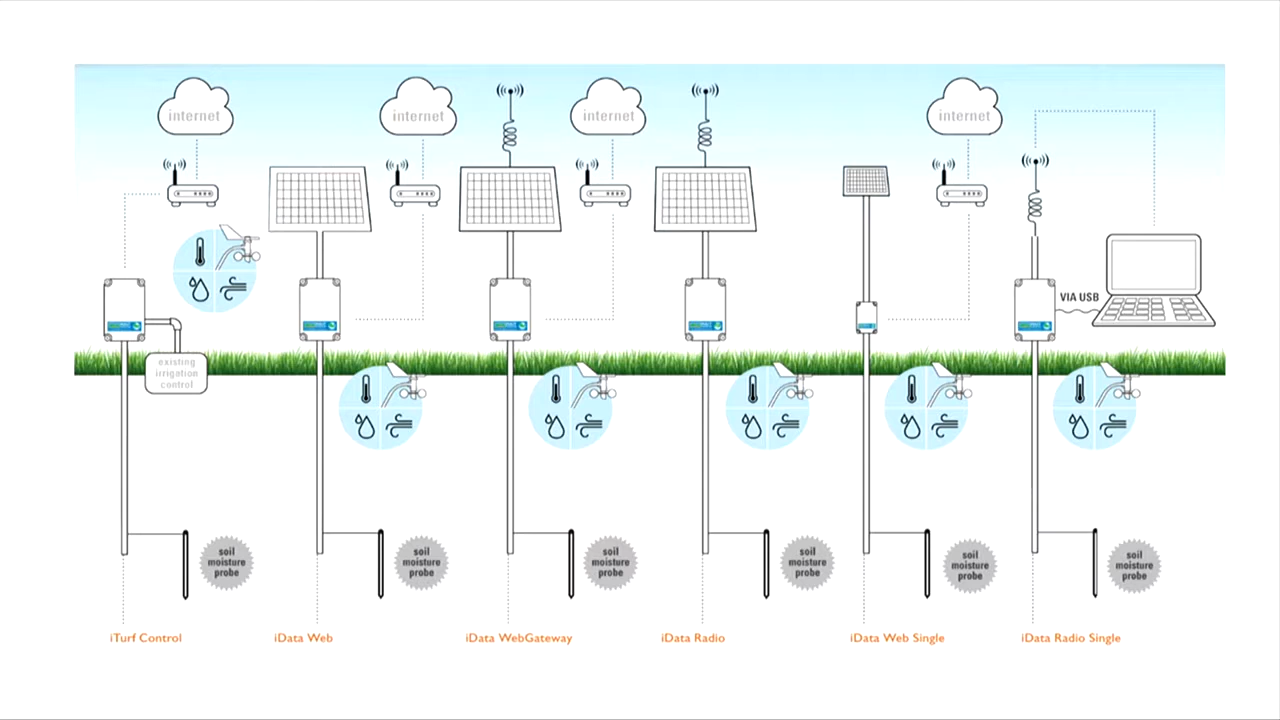 internet
internet
internet
internet
VIA USB
existing
irrigation
control
soil
moisture
probe
soil
moisture
probe
soil
moisture
probe
soil
moisture
probe
soil
moisture
probe
soil
moisture
probe
iTurf Control
iData Web
iData WebGateway
iData Radio
iData Web Single
iData Radio Single